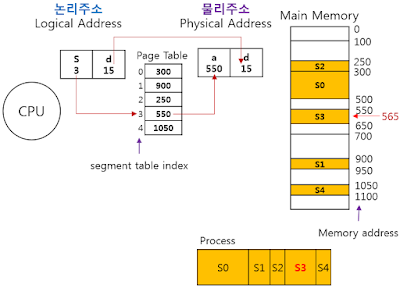 논리주소
Logical Address
물리주소
Physical Address
Main Memory
S
3
d
15
Page Table
0
300
1
900
2
250
3
550
4
1050
a
550
d
15
CPU
segment table index
0
100
250
S2
300
S0
500
550
S3
565
650
700
900
S1
950
1050
S4
1100
Memory address
Process
S0
S1
S2
S3
S4